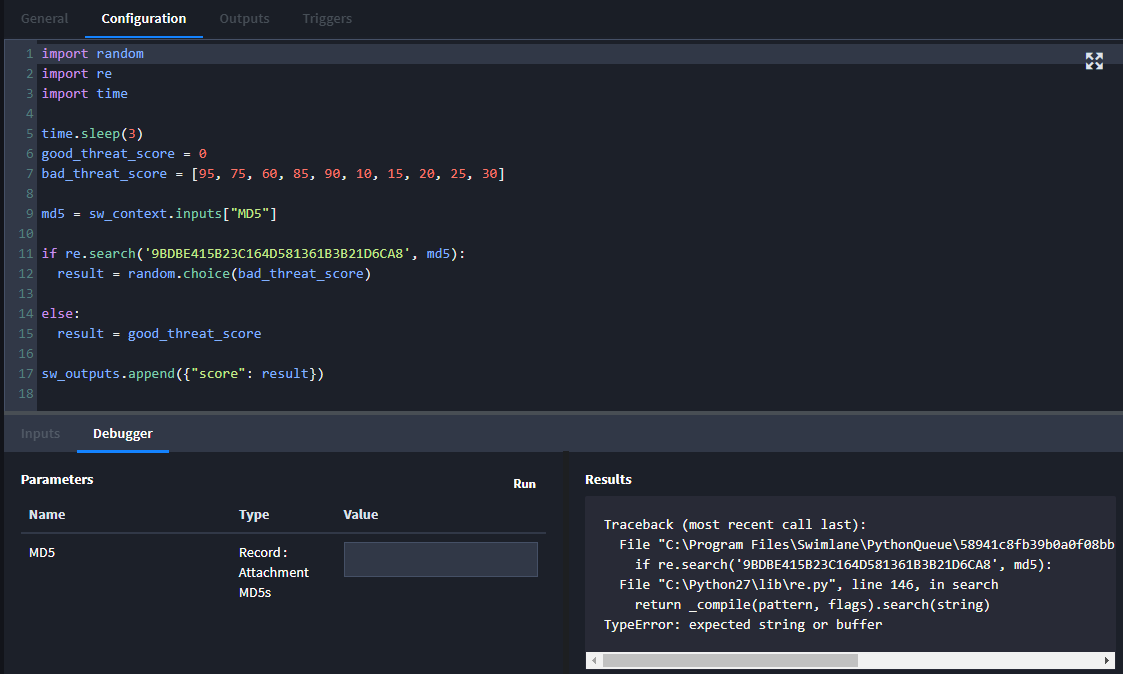 General Configuration Outputs Triggers
1 import random
2 import re
3 import time
4
5 time.sleep(3)
6 good_threat_score = 0
7 bad_threat_score = [95, 75, 60, 85, 90, 10, 15, 20, 25, 30]
8
9 md5 = sw_context.inputs["MD5"]
10
11 if re.search('9BDBE415B23C164D581361B3B21D6CA8', md5):
12   result = random.choice(bad_threat_score)
13
14 else:
15   result = good_threat_score
16
17 sw_outputs.append({"score": result})
18
Inputs Debugger
Parameters Run
Name Type Value
MD5 Record :
Attachment
MD5s
Results
Traceback (most recent call last):
  File "C:\Program Files\Swimlane\PythonQueue\58941c8fb39b0a0f08bb
    if re.search('9BDBE415B23C164D581361B3B21D6CA8', md5):
  File "C:\Python27\lib\re.py", line 146, in search
    return _compile(pattern, flags).search(string)
TypeError: expected string or buffer